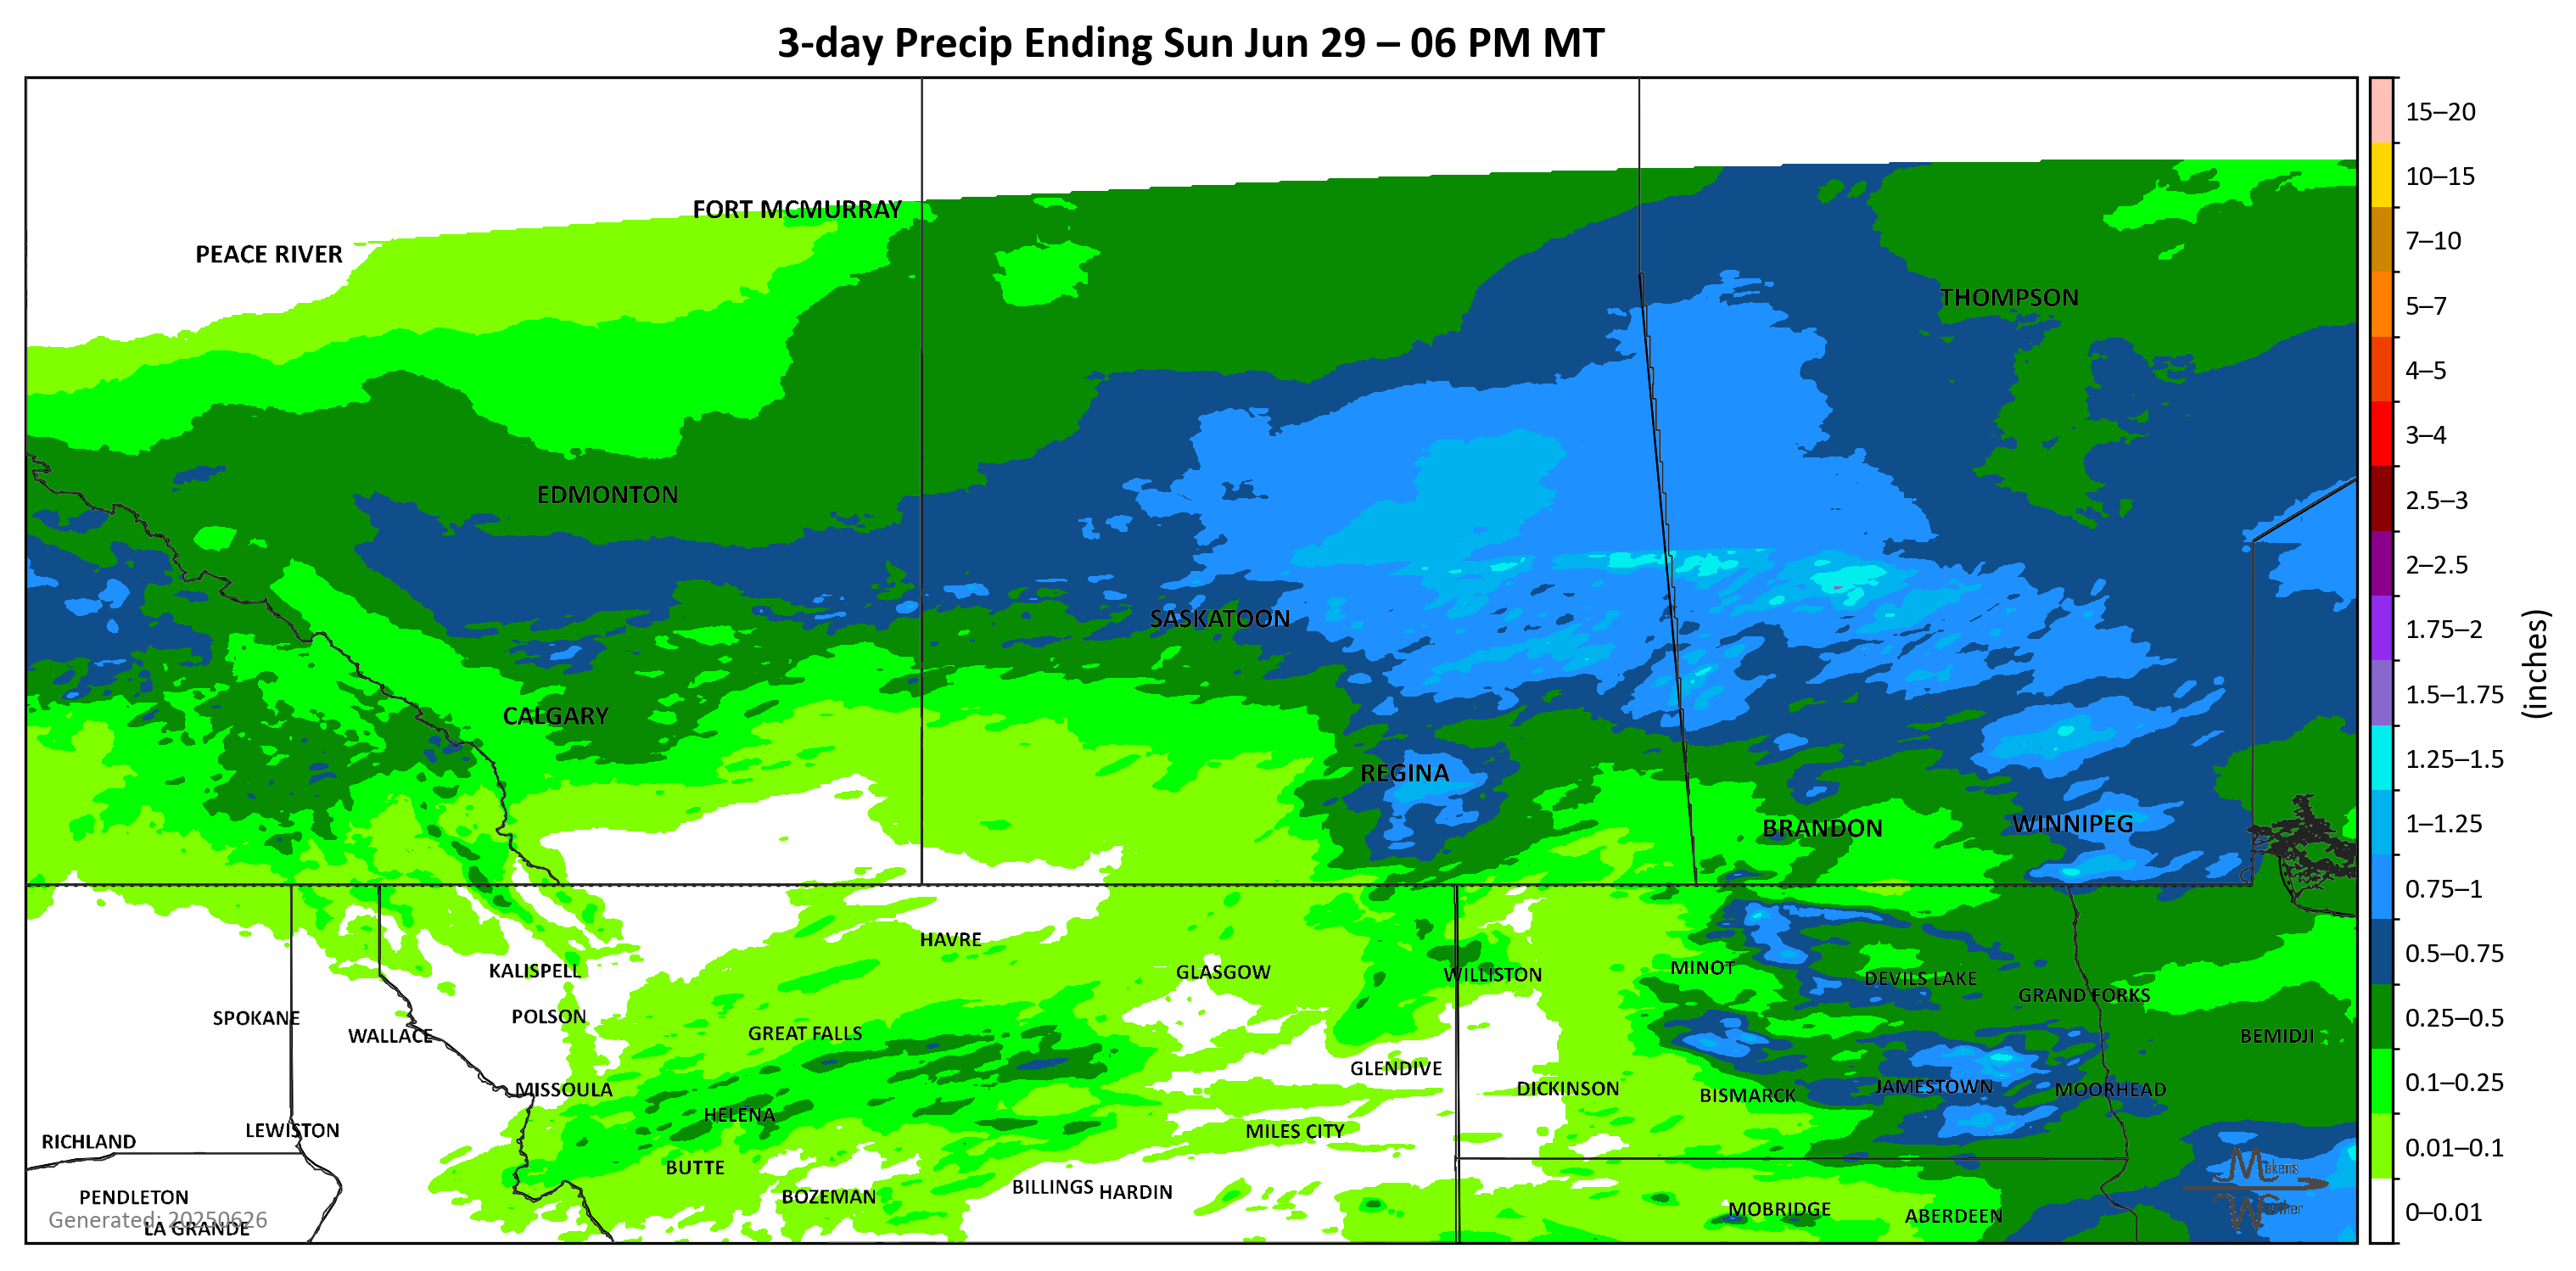 3-day Precip Ending Sun Jun 29 – 06 PM MT
FORT MCMURRAY
PEACE RIVER
THOMPSON
EDMONTON
SASKATOON
CALGARY
REGINA
BRANDON
WINNIPEG
HAVRE
KALISPELL
GLASGOW
WILLISTON
MINOT
DEVILS LAKE
GRAND FORKS
SPOKANE
POLSON
WALLACE
GREAT FALLS
BEMIDJI
GLENDIVE
MISSOULA
DICKINSON
BISMARCK
JAMESTOWN
MOORHEAD
HELENA
RICHLAND
LEWISTON
MILES CITY
BUTTE
BOZEMAN
BILLINGS
HARDIN
PENDLETON
MOBRIDGE
ABERDEEN
Generated: 20250626
LA GRANDE
Makens
Weather
15–20
10–15
7–10
5–7
4–5
3–4
2.5–3
2–2.5
1.75–2
1.5–1.75
1.25–1.5
1–1.25
0.75–1
0.5–0.75
0.25–0.5
0.1–0.25
0.01–0.1
0–0.01
(inches)